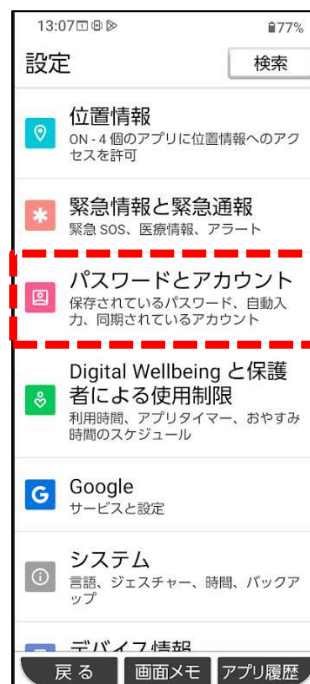 13:07
77%
設定
検索
位置情報
ON - 4 個のアプリに位置情報へのアク
セスを許可
緊急情報と緊急通報
緊急 SOS、医療情報、アラート
パスワードとアカウント
保存されているパスワード、自動入
力、同期されているアカウント
Digital Wellbeing と保護
者による使用制限
利用時間、アプリタイマー、おやすみ
時間のスケジュール
G Google
サービスと設定
システム
言語、ジェスチャー、時間、バックア
ップ
デバイス情報
戻る 画面メモ アプリ履歴